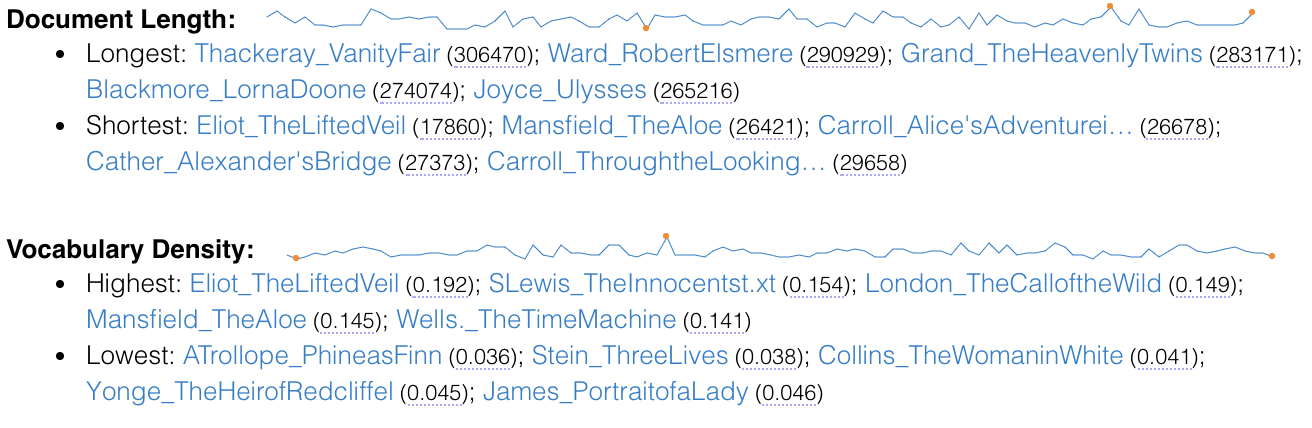 Document Length:
• Longest: Thackeray_VanityFair (306470); Ward_RobertElsmere (290929); Grand_TheHeavenlyTwins (283171);
Blackmore_LornaDoone (274074); Joyce_Ulysses (265216)
• Shortest: Eliot_TheLiftedVeil (17860); Mansfield_TheAloe (26421); Carroll_Alice'sAdventurei… (26678);
Cather_Alexander'sBridge (27373); Carroll_ThroughtheLooking… (29658)
Vocabulary Density:
• Highest: Eliot_TheLiftedVeil (0.192); SLewis_TheInnocentst.xt (0.154); London_TheCalloftheWild (0.149);
Mansfield_TheAloe (0.145); Wells._TheTimeMachine (0.141)
• Lowest: ATrollope_PhineasFinn (0.036); Stein_ThreeLives (0.038); Collins_TheWomaninWhite (0.041);
Yonge_TheHeirofRedcliffel (0.045); James_PortraitofaLady (0.046)